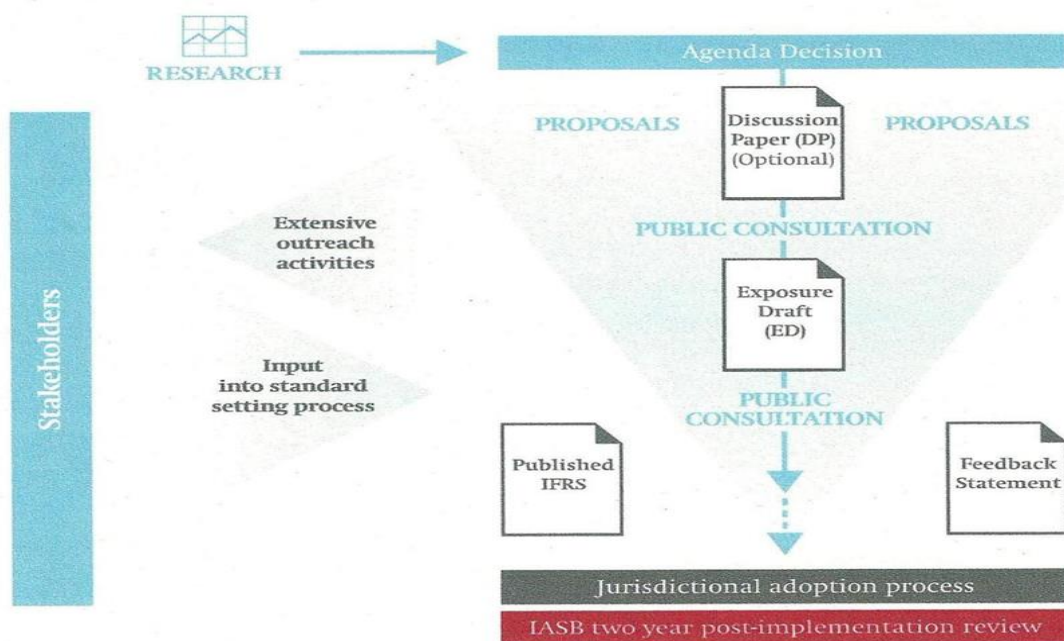 RESEARCH
Agenda Decision
PROPOSALS
Discussion
Paper (DP)
(Optional)
PROPOSALS
PUBLIC CONSULTATION
Extensive
outreach
activities
Exposure
Draft
(ED)
Stakeholders
Input
into standard
setting process
PUBLIC
CONSULTATION
Published
IFRS
Feedback
Statement
Jurisdictional adoption process
IASB two year post-implementation review